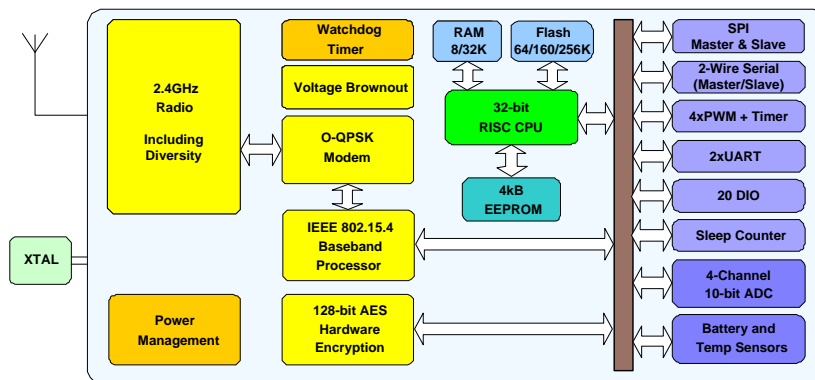 2.4GHz
Radio
Including
Diversity
XTAL
Power
Management
Watchdog
Timer
Voltage Brownout
O-QPSK
Modem
IEEE 802.15.4
Baseband
Processor
128-bit AES
Hardware
Encryption
RAM
8/32K
Flash
64/160/256K
32-bit
RISC CPU
4kB
EEPROM
SPI
Master & Slave
2-Wire Serial
(Master/Slave)
4xPWM + Timer
2xUART
20 DIO
Sleep Counter
4-Channel
10-bit ADC
Battery and
Temp Sensors